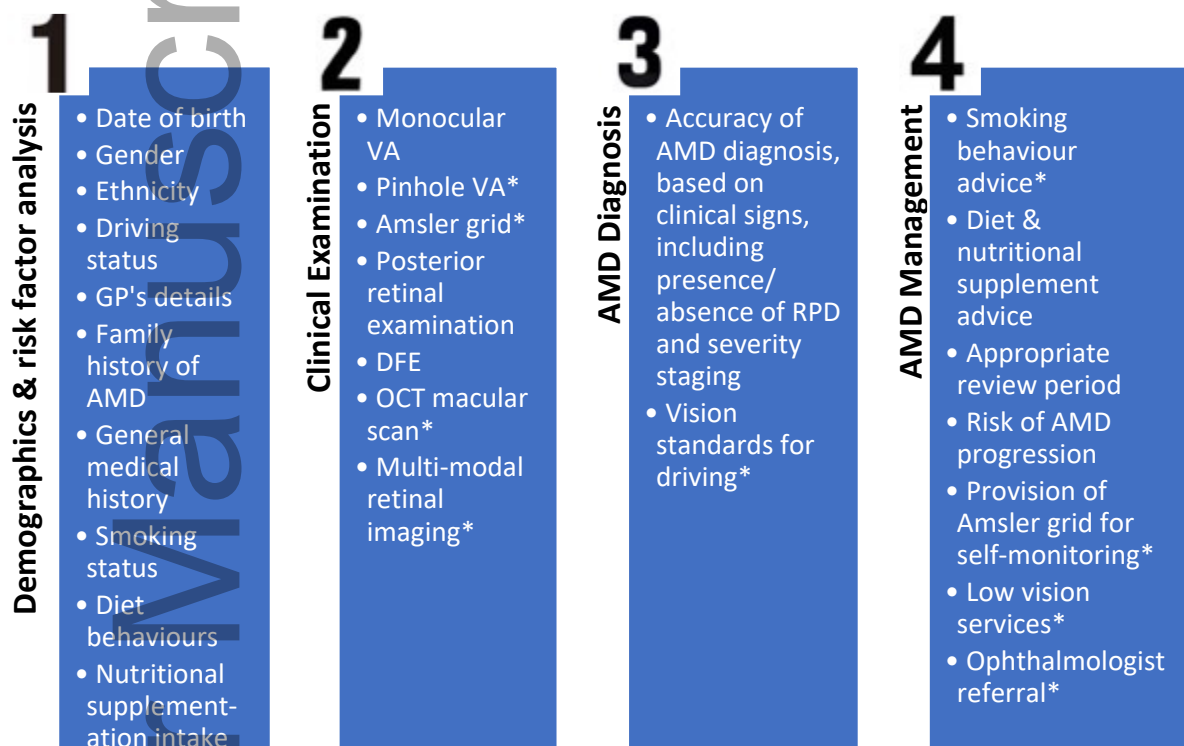 1
Demographics & risk factor analysis
• Date of birth
• Gender
• Ethnicity
• Driving
status
• GP's details
• Family
history of
AMD
• General
medical
history
• Smoking
status
• Diet
behaviours
• Nutritional
supplement-
ation intake
2
Clinical Examination
• Monocular
VA
• Pinhole VA*
• Amsler grid*
• Posterior
retinal
examination
• DFE
• OCT macular
scan*
• Multi-modal
retinal
imaging*
3
AMD Diagnosis
• Accuracy of
AMD diagnosis,
based on
clinical signs,
including
presence/
absence of RPD
and severity
staging
• Vision
standards for
driving*
4
AMD Management
• Smoking
behaviour
advice*
• Diet &
nutritional
supplement
advice
• Appropriate
review period
• Risk of AMD
progression
• Provision of
Amsler grid for
self-monitoring*
• Low vision
services*
• Ophthalmologist
referral*
r Manuscr